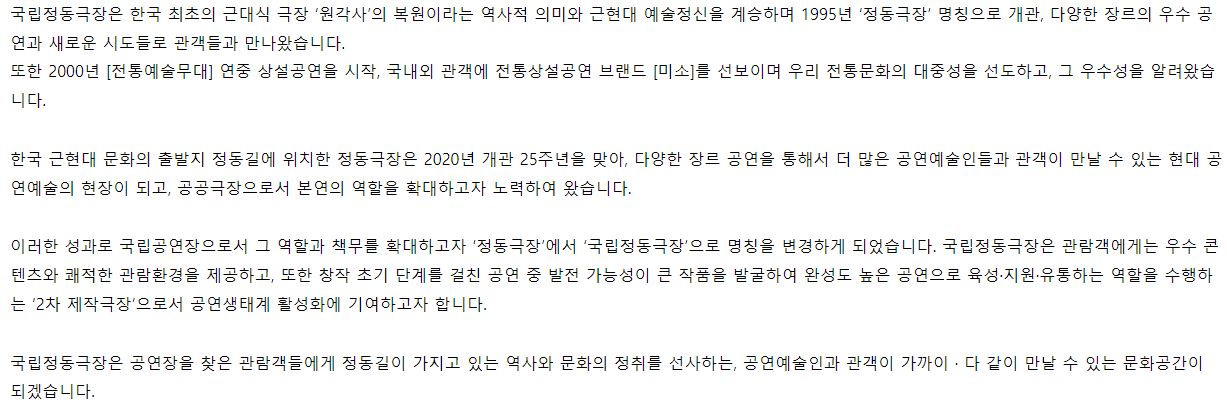 국립정동극장은 한국 최초의 근대식 극장 ‘원각사’의 복원이라는 역사적 의미와 근현대 예술정신을 계승하며 1995년 ‘정동극장’ 명칭으로 개관, 다양한 장르의 우수 공
연과 새로운 시도들로 관객들과 만나왔습니다.
또한 2000년 [전통예술무대] 연중 상설공연을 시작, 국내외 관객에 전통상설공연 브랜드 [미소]를 선보이며 우리 전통문화의 대중성을 선도하고, 그 우수성을 알려왔습
니다.
한국 근현대 문화의 출발지 정동길에 위치한 정동극장은 2020년 개관 25주년을 맞아, 다양한 장르 공연을 통해서 더 많은 공연예술인들과 관객이 만날 수 있는 현대 공
연예술의 현장이 되고, 공공극장으로서 본연의 역할을 확대하고자 노력하여 왔습니다.
이러한 성과로 국립공연장으로서 그 역할과 책무를 확대하고자 ‘정동극장’에서 ‘국립정동극장’으로 명칭을 변경하게 되었습니다. 국립정동극장은 관람객에게는 우수 콘
텐츠와 쾌적한 관람환경을 제공하고, 또한 창작 초기 단계를 걸친 공연 중 발전 가능성이 큰 작품을 발굴하여 완성도 높은 공연으로 육성·지원·유통하는 역할을 수행하
는 ‘2차 제작극장‘으로서 공연생태계 활성화에 기여하고자 합니다.
국립정동극장은 공연장을 찾은 관람객들에게 정동길이 가지고 있는 역사와 문화의 정취를 선사하는, 공연예술인과 관객이 가까이 · 다 같이 만날 수 있는 문화공간이
되겠습니다.